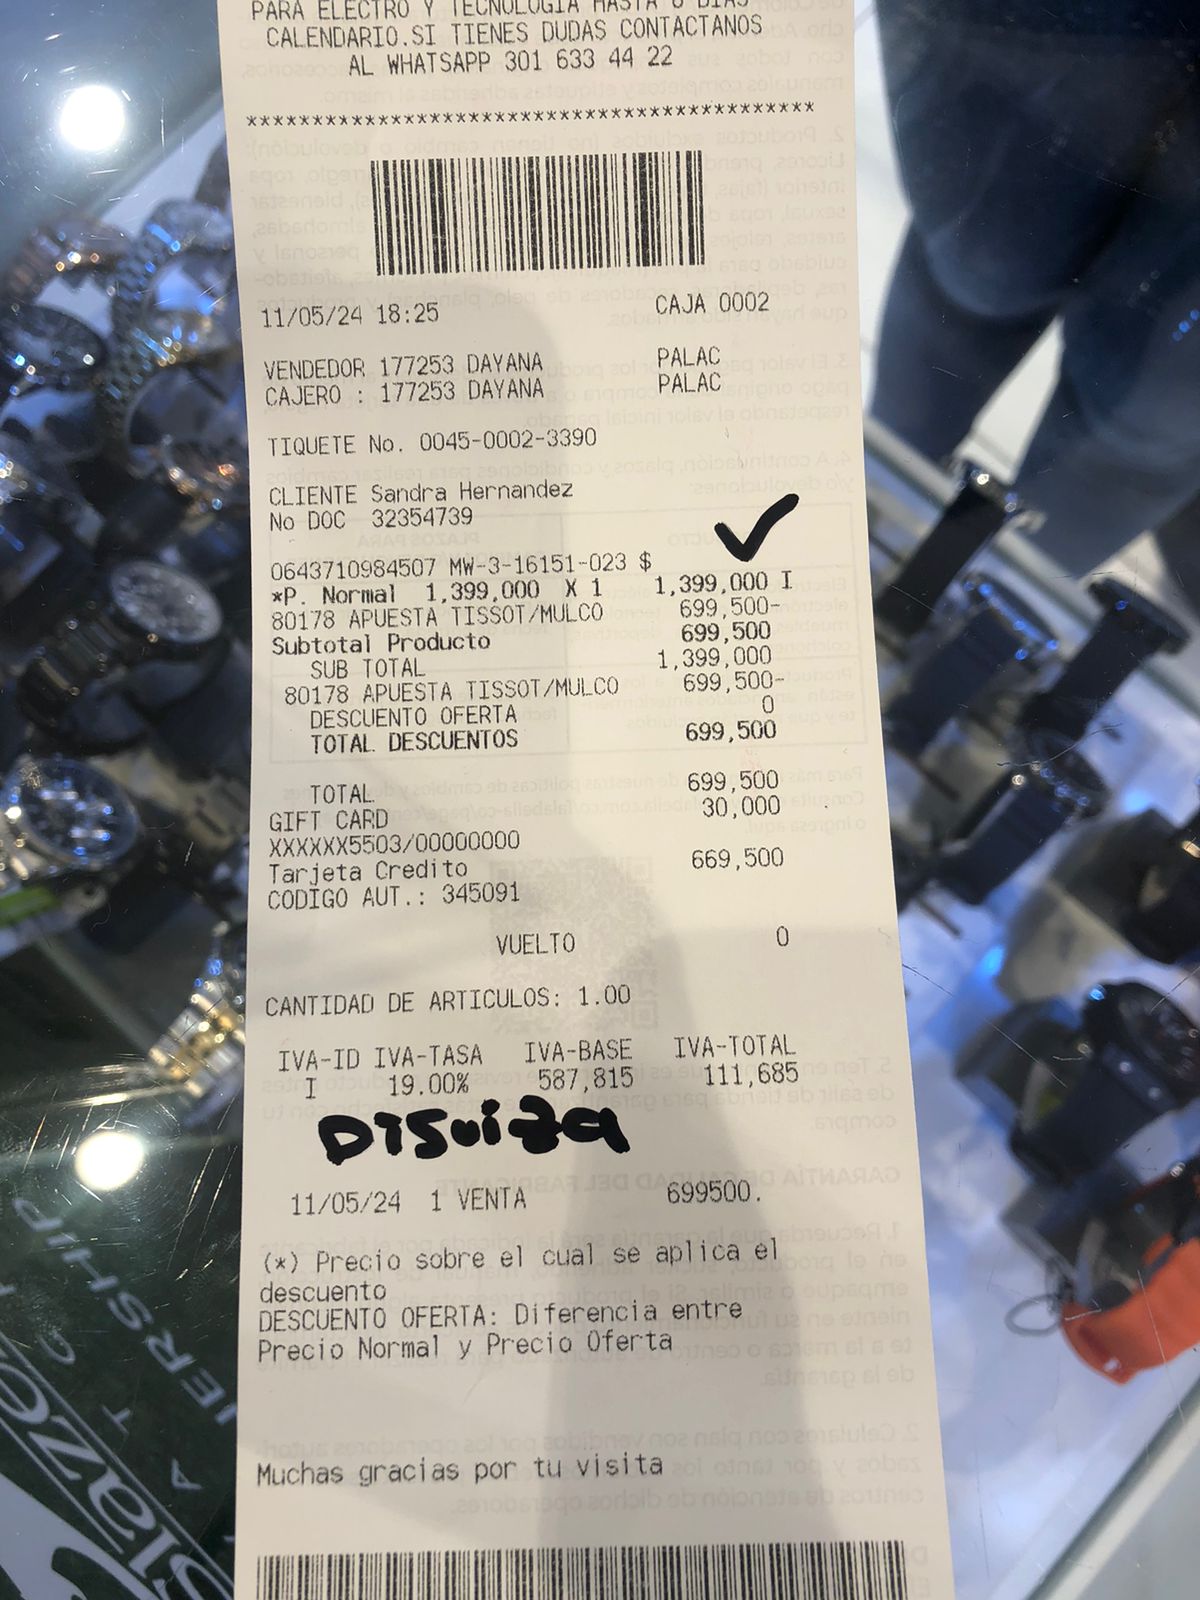 PARA ELECTRO Y TECNOLOGIA HASTA 8 DIAS
CALENDARIO.SI TIENES DUDAS CONTACTANOS
AL WHATSAPP 301 633 44 22
*******************************************
11/05/24 18:25 CAJA 0002
VENDEDOR 177253 DAYANA PALAC
CAJERO : 177253 DAYANA PALAC
TIQUETE No. 0045-0002-3390
CLIENTE Sandra Hernandez
No DOC 32354739
0643710984507 MW-3-16151-023 $
*P. Normal 1,399,000 X 1 1,399,000 I
80178 APUESTA TISSOT/MULCO 699,500-
Subtotal Producto 699,500
SUB TOTAL 1,399,000
80178 APUESTA TISSOT/MULCO 699,500-
DESCUENTO OFERTA 0
TOTAL DESCUENTOS 699,500
TOTAL 699,500
GIFT CARD 30,000
XXXXXX5503/00000000
Tarjeta Credito 669,500
CODIGO AUT.: 345091
VUELTO 0
CANTIDAD DE ARTICULOS: 1.00
IVA-ID IVA-TASA IVA-BASE IVA-TOTAL
I 19.00% 587,815 111,685
DTSuiza
11/05/24 1 VENTA 699500.
(*) Precio sobre el cual se aplica el
descuento
DESCUENTO OFERTA: Diferencia entre
Precio Normal y Precio Oferta
Muchas gracias por tu visita